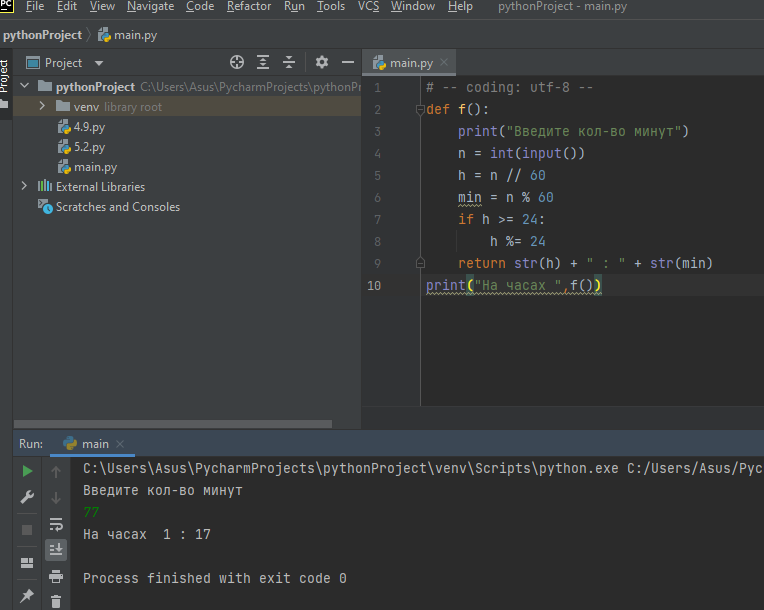 PC File Edit View Navigate Code Refactor Run Tools VCS Window Help pythonProject - main.py
pythonProject main.py
Project
Project
main.py
pythonProject C:\Users\Asus\PycharmProjects\pythonPr
venv library root
4.9.py
5.2.py
main.py
External Libraries
Scratches and Consoles
1 # -- coding: utf-8 --
2 def f():
3 print("Введите кол-во минут")
4 n = int(input())
5 h = n // 60
6 min = n % 60
7 if h >= 24:
8 h %= 24
9 return str(h) + " : " + str(min)
10 print("На часах ",f())
Run: main
C:\Users\Asus\PycharmProjects\pythonProject\venv\Scripts\python.exe C:/Users/Asus/Pyc
Введите кол-во минут
77
На часах  1 : 17
Process finished with exit code 0